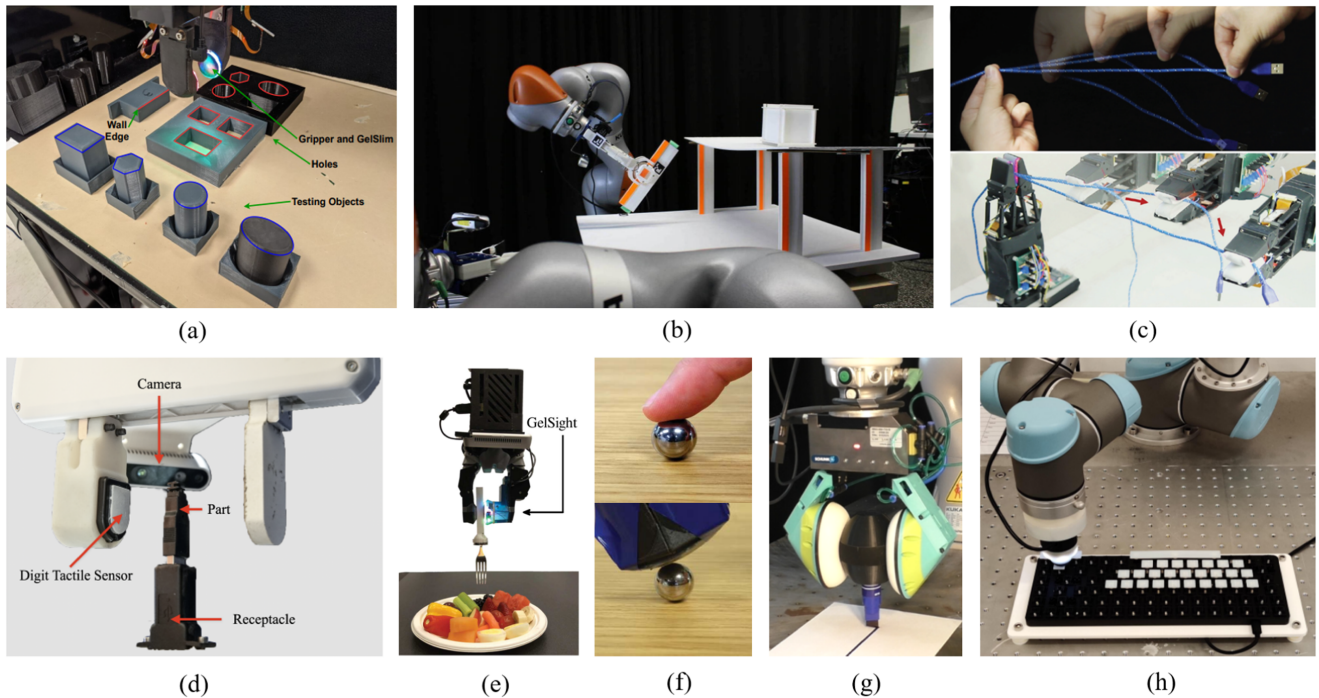 Wall
Edge
Gripper and GelSlim
Holes
Testing Objects
(a)
(b)
(c)
Camera
Part
Digit Tactile Sensor
Receptacle
(d)
GelSight
(e)
(f)
(g)
(h)